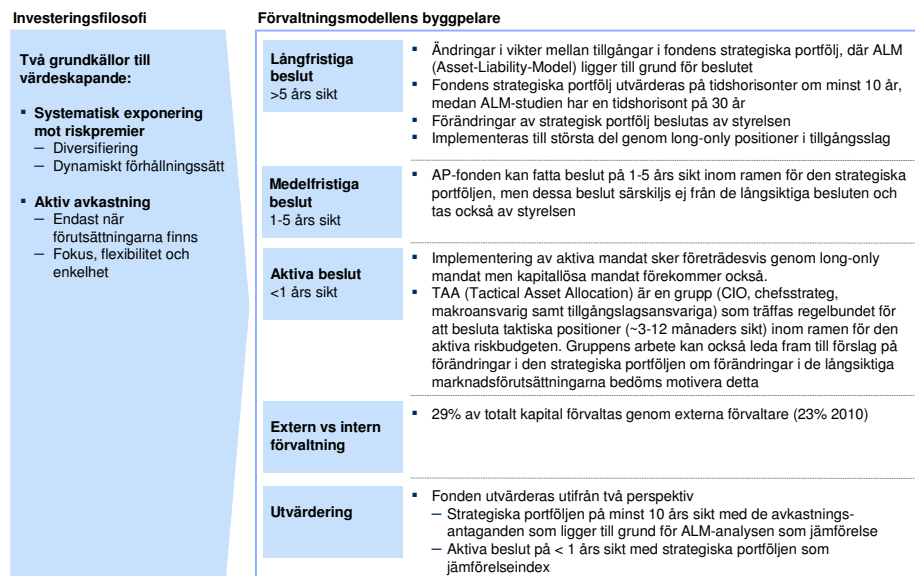 Investeringsfilosofi
Två grundkällor till
värdeskapande:
▪ Systematisk exponering
mot riskpremier
– Diversifiering
– Dynamiskt förhållningssätt
▪ Aktiv avkastning
– Endast när
förutsättningarna finns
– Fokus, flexibilitet och
enkelhet
Förvaltningsmodellens byggpelare
Långfristiga
beslut
>5 års sikt
▪ Ändringar i vikter mellan tillgångar i fondens strategiska portfölj, där ALM
(Asset-Liability-Model) ligger till grund för beslutet
▪ Fondens strategiska portfölj utvärderas på tidshorisonter om minst 10 år,
medan ALM-studien har en tidshorisont på 30 år
▪ Förändringar av strategisk portfölj beslutas av styrelsen
▪ Implementeras till största del genom long-only positioner i tillgångsslag
Medelfristiga
beslut
1-5 års sikt
▪ AP-fonden kan fatta beslut på 1-5 års sikt inom ramen för den strategiska
portföljen, men dessa beslut särskiljs ej från de långsiktiga besluten och
tas också av styrelsen
Aktiva beslut
<1 års sikt
▪ Implementering av aktiva mandat sker företrädesvis genom long-only
mandat men kapitallösa mandat förekommer också.
▪ TAA (Tactical Asset Allocation) är en grupp (CIO, chefsstrateg,
makroansvarig samt tillgångslagsansvariga) som träffas regelbundet för
att besluta taktiska positioner (~3-12 månaders sikt) inom ramen för den
aktiva riskbudgeten. Gruppens arbete kan också leda fram till förslag på
förändringar i den strategiska portföljen om förändringar i de långsiktiga
marknadsförutsättningarna bedöms motivera detta
Extern vs intern
förvaltning
▪ 29% av totalt kapital förvaltas genom externa förvaltare (23% 2010)
Utvärdering
▪ Fonden utvärderas utifrån två perspektiv
– Strategiska portföljen på minst 10 års sikt med de avkastnings-
antaganden som ligger till grund för ALM-analysen som jämförelse
– Aktiva beslut på < 1 års sikt med strategiska portföljen som
jämförelseindex